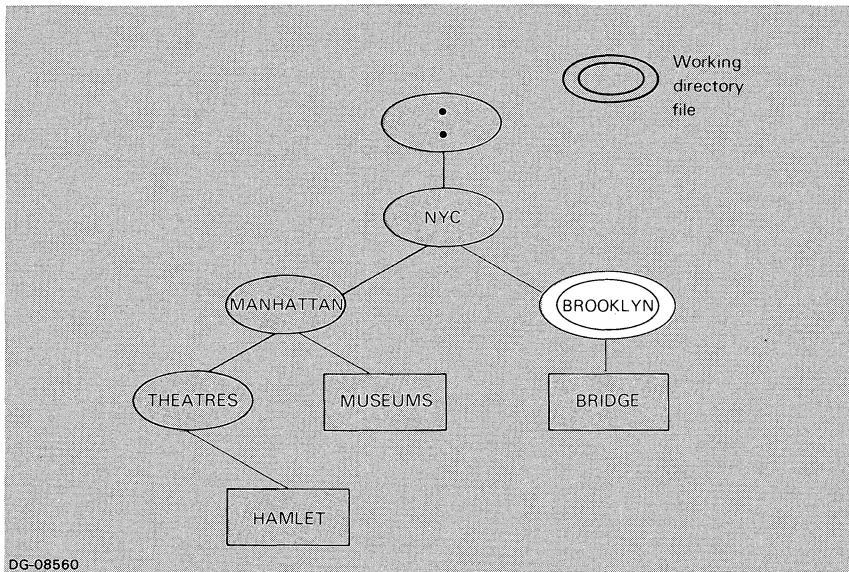 Working
directory
file
:
NYC
MANHATTAN
BROOKLYN
THEATRES
MUSEUMS
BRIDGE
HAMLET
DG-08560